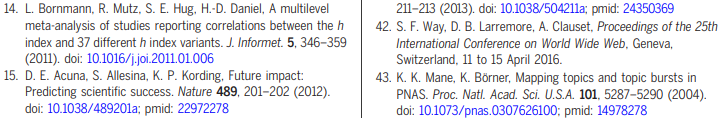 14. L. Bornmann, R. Mutz, S. E. Hug, H.-D. Daniel, A multilevel
meta-analysis of studies reporting correlations between the h
index and 37 different h index variants. J. Informet. 5, 346–359
(2011). doi: 10.1016/j.joi.2011.01.006
15. D. E. Acuna, S. Allesina, K. P. Kording, Future impact:
Predicting scientific success. Nature 489, 201–202 (2012).
doi: 10.1038/489201a; pmid: 22972278
211–213 (2013). doi: 10.1038/504211a; pmid: 24350369
42. S. F. Way, D. B. Larremore, A. Clauset, Proceedings of the 25th
International Conference on World Wide Web, Geneva,
Switzerland, 11 to 15 April 2016.
43. K. K. Mane, K. Börner, Mapping topics and topic bursts in
PNAS. Proc. Natl. Acad. Sci. U.S.A. 101, 5287–5290 (2004).
doi: 10.1073/pnas.0307626100; pmid: 14978278